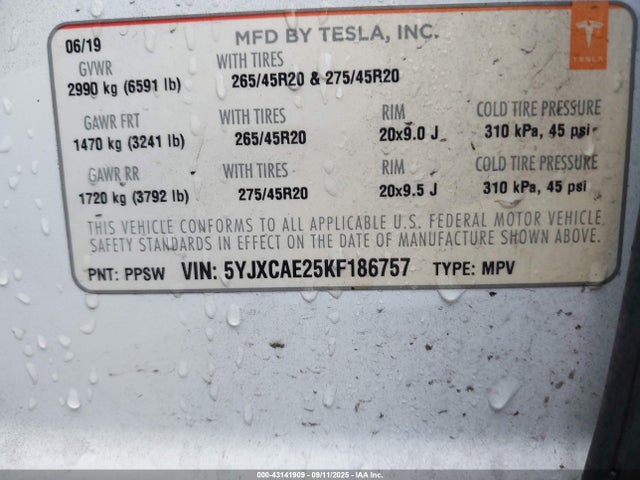 06/19 MFD BY TESLA, INC.
GVWR WITH TIRES
2990 kg (6591 lb) 265/45R20 & 275/45R20
TESLA
GAWR FRT WITH TIRES RIM COLD TIRE PRESSURE
1470 kg (3241 lb) 265/45R20 20x9.0 J 310 kPa, 45 psi
GAWR RR WITH TIRES RIM COLD TIRE PRESSURE
1720 kg (3792 lb) 275/45R20 20x9.5 J 310 kPa, 45 psi
THIS VEHICLE CONFORMS TO ALL APPLICABLE U.S. FEDERAL MOTOR VEHICLE
SAFETY STANDARDS IN EFFECT ON THE DATE OF MANUFACTURE SHOWN ABOVE.
PNT: PPSW VIN: 5YJXCAE25KF186757 TYPE: MPV
000-43141909 - 09/11/2025 - IAAI.COM